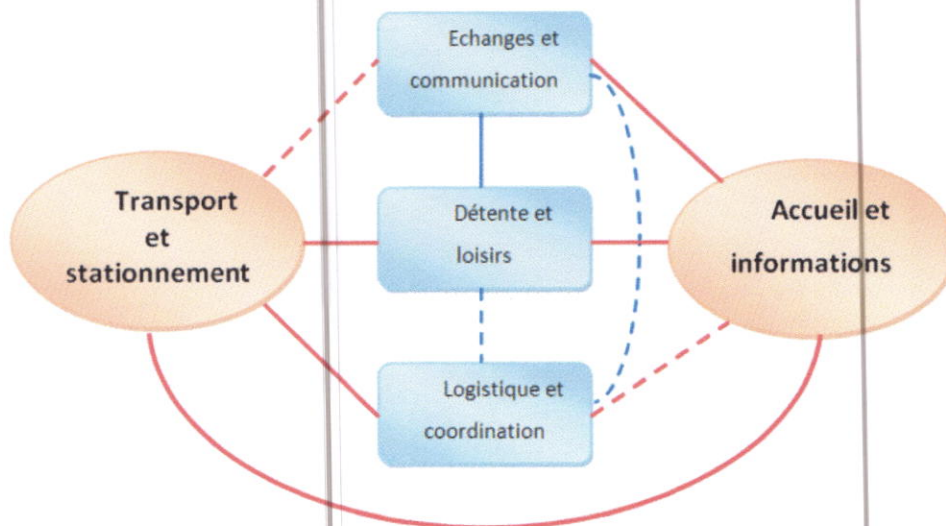 Echanges et
communication
Transport
et
stationnement
Détente et
loisirs
Accueil et
informations
Logistique et
coordination